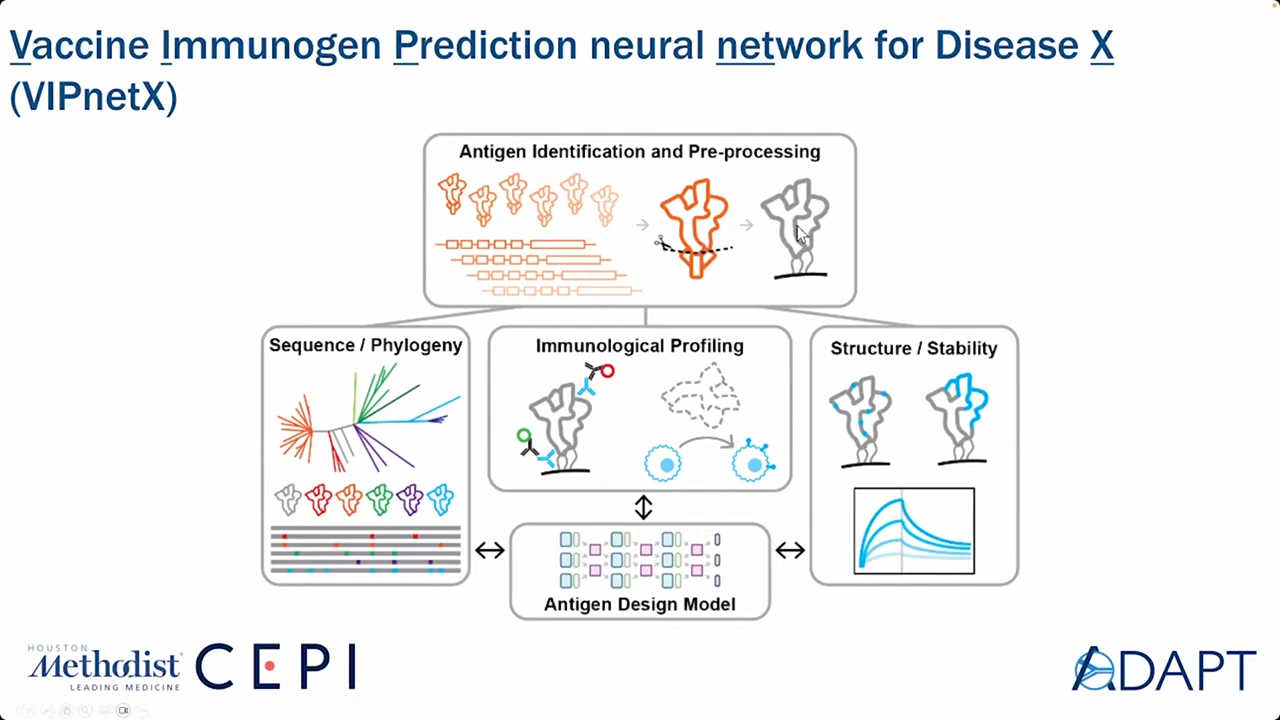 Vaccine Immunogen Prediction neural network for Disease X
(VIPnetX)
Antigen Identification and Pre-processing
Sequence / Phylogeny
Immunological Profiling
Structure / Stability
Antigen Design Model
HOUSTON
Methodist
LEADING MEDICINE
CEPI
ADAPT